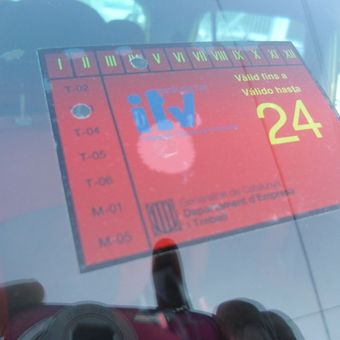 I II III IV V VI VII VIII IX X XI XII
T-02
Vàlid fins a
Válido hasta
itv
24
T-04
T-05
T-06
M-01
M-05
Generalitat de Catalunya
Departament d'Empresa
i Treball